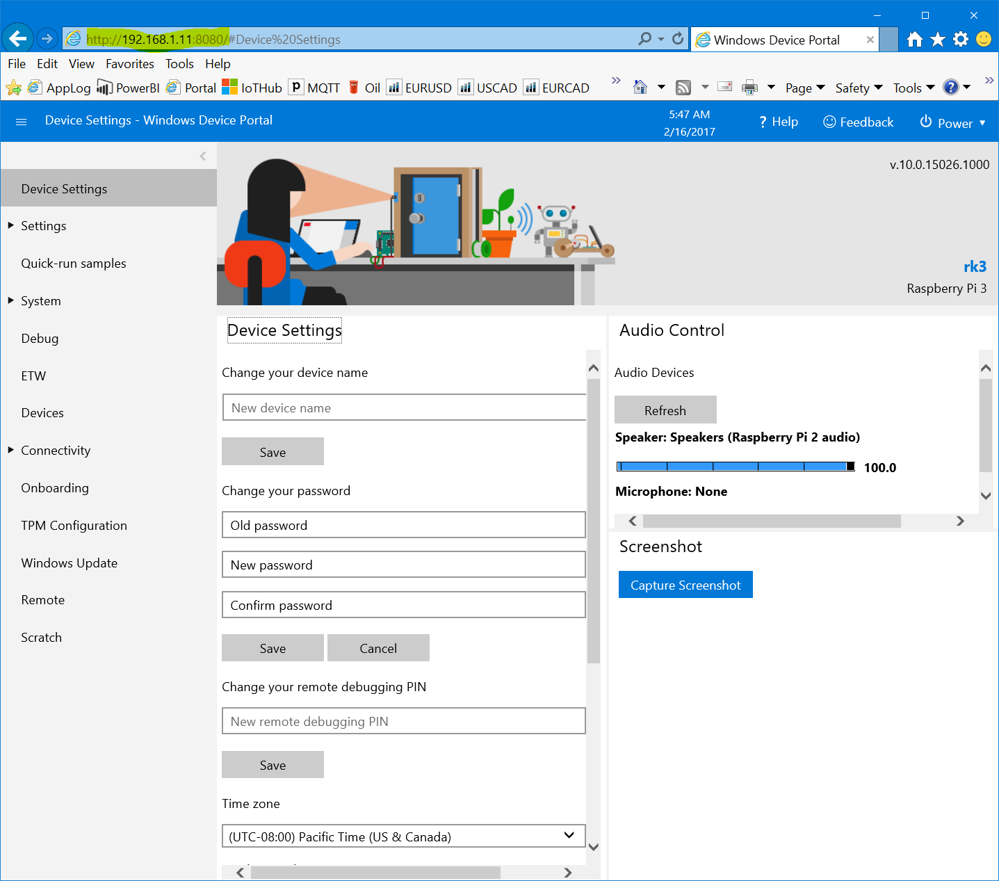 http://192.168.1.11:8080/#Device%20Settings
Windows Device Portal
File Edit View Favorites Tools Help
AppLog PowerBI Portal IoTHub MQTT Oil EURUSD USCAD EURCAD Page Safety Tools
Device Settings - Windows Device Portal
5:47 AM
2/16/2017
? Help
Feedback
Power
v.10.0.15026.1000
rk3
Raspberry Pi 3
Device Settings
Settings
Quick-run samples
System
Debug
ETW
Devices
Connectivity
Onboarding
TPM Configuration
Windows Update
Remote
Scratch
Device Settings
Change your device name
New device name
Save
Change your password
Old password
New password
Confirm password
Save Cancel
Change your remote debugging PIN
New remote debugging PIN
Save
Time zone
(UTC-08:00) Pacific Time (US & Canada)
Audio Control
Audio Devices
Refresh
Speaker: Speakers (Raspberry Pi 2 audio)
100.0
Microphone: None
Screenshot
Capture Screenshot